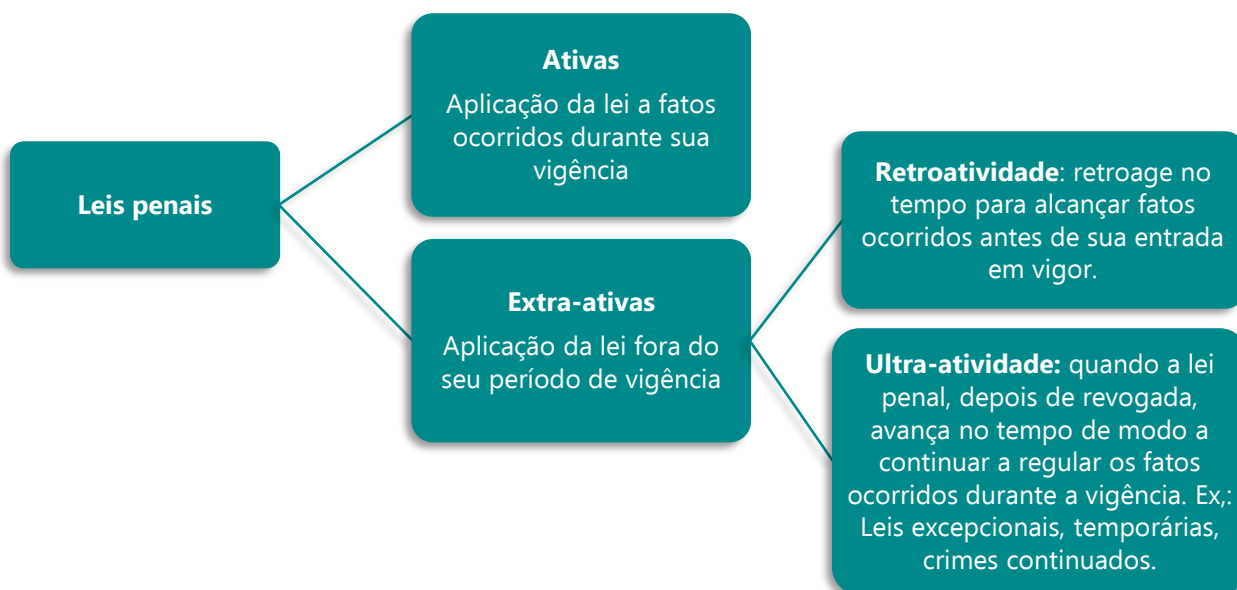 Leis penais
Ativas
Aplicação da lei a fatos
ocorridos durante sua
vigência
Extra-ativas
Aplicação da lei fora do
seu período de vigência
Retroatividade: retroage no
tempo para alcançar fatos
ocorridos antes de sua entrada
em vigor.
Ultra-atividade: quando a lei
penal, depois de revogada,
avança no tempo de modo a
continuar a regular os fatos
ocorridos durante a vigência. Ex,:
Leis excepcionais, temporárias,
crimes continuados.